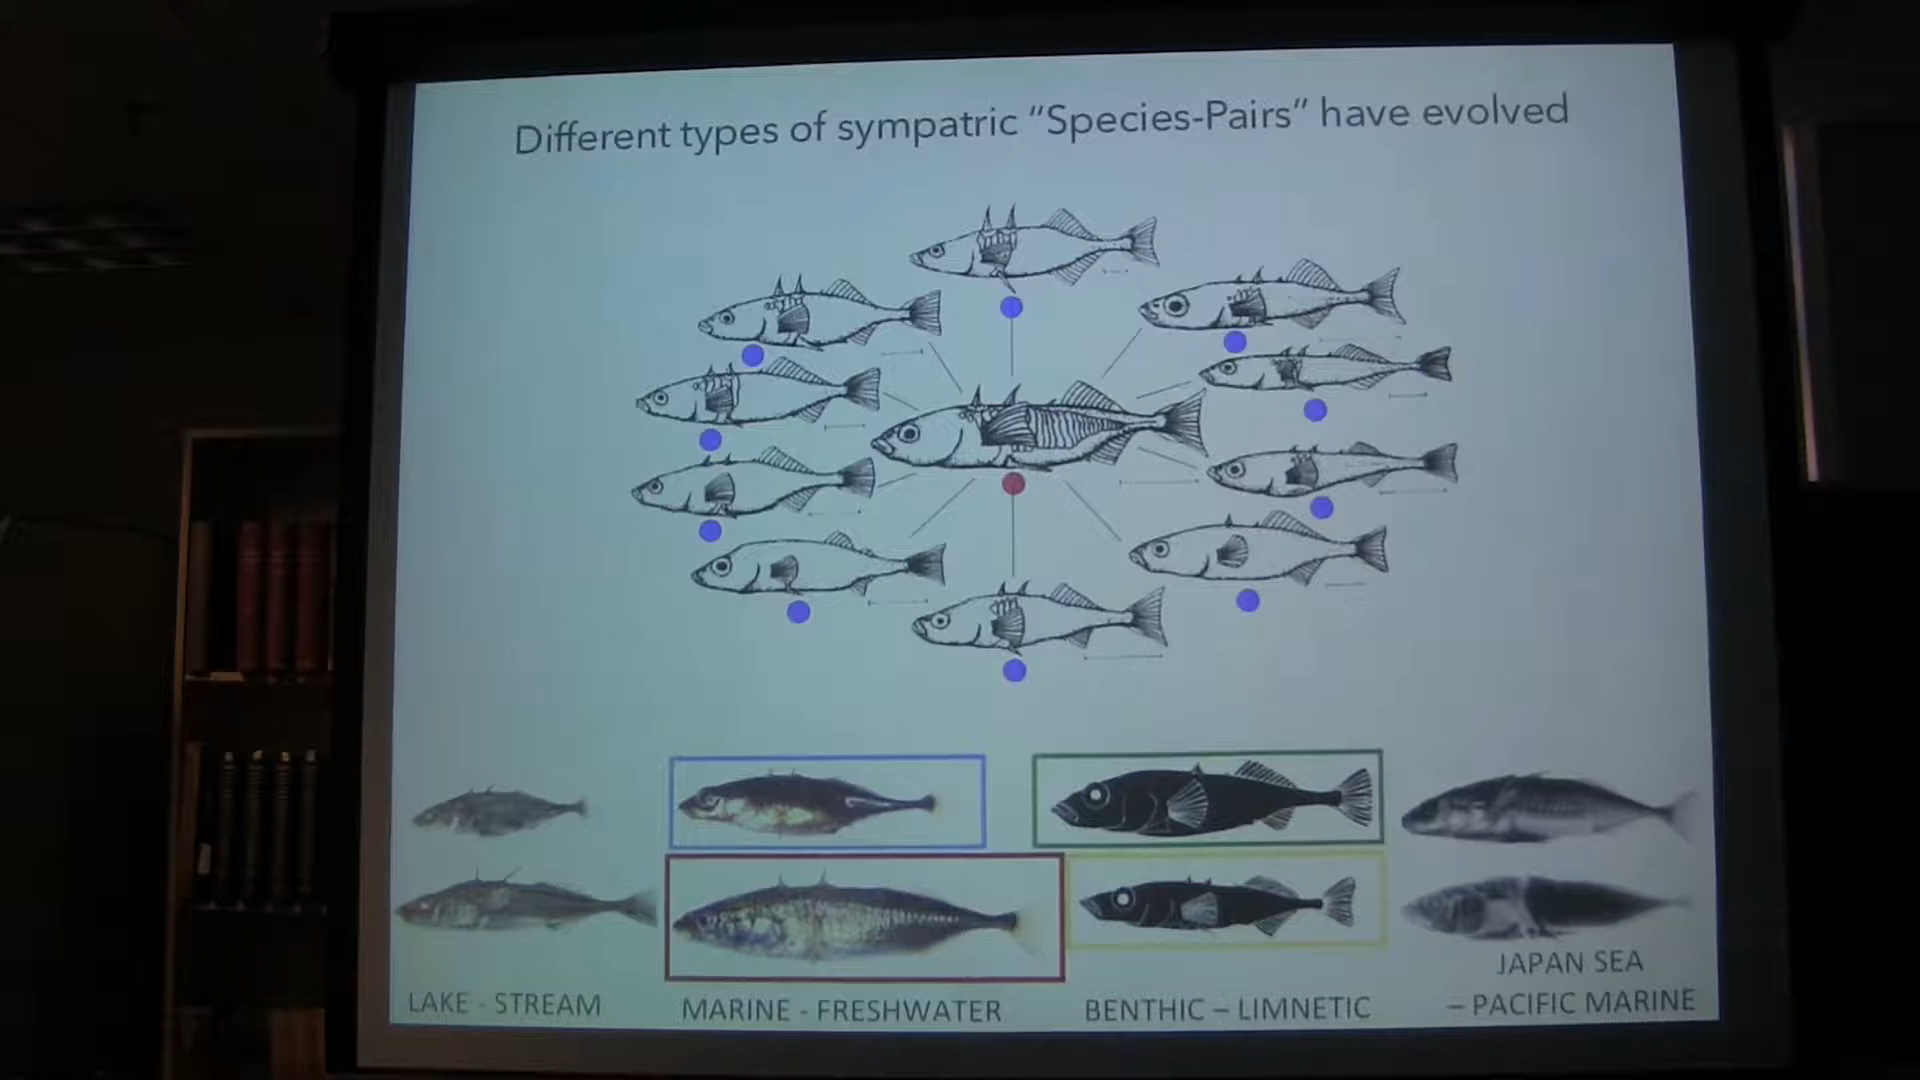 Different types of sympatric “Species-Pairs” have evolved
LAKE - STREAM
MARINE - FRESHWATER
BENTHIC – LIMNETIC
JAPAN SEA
– PACIFIC MARINE